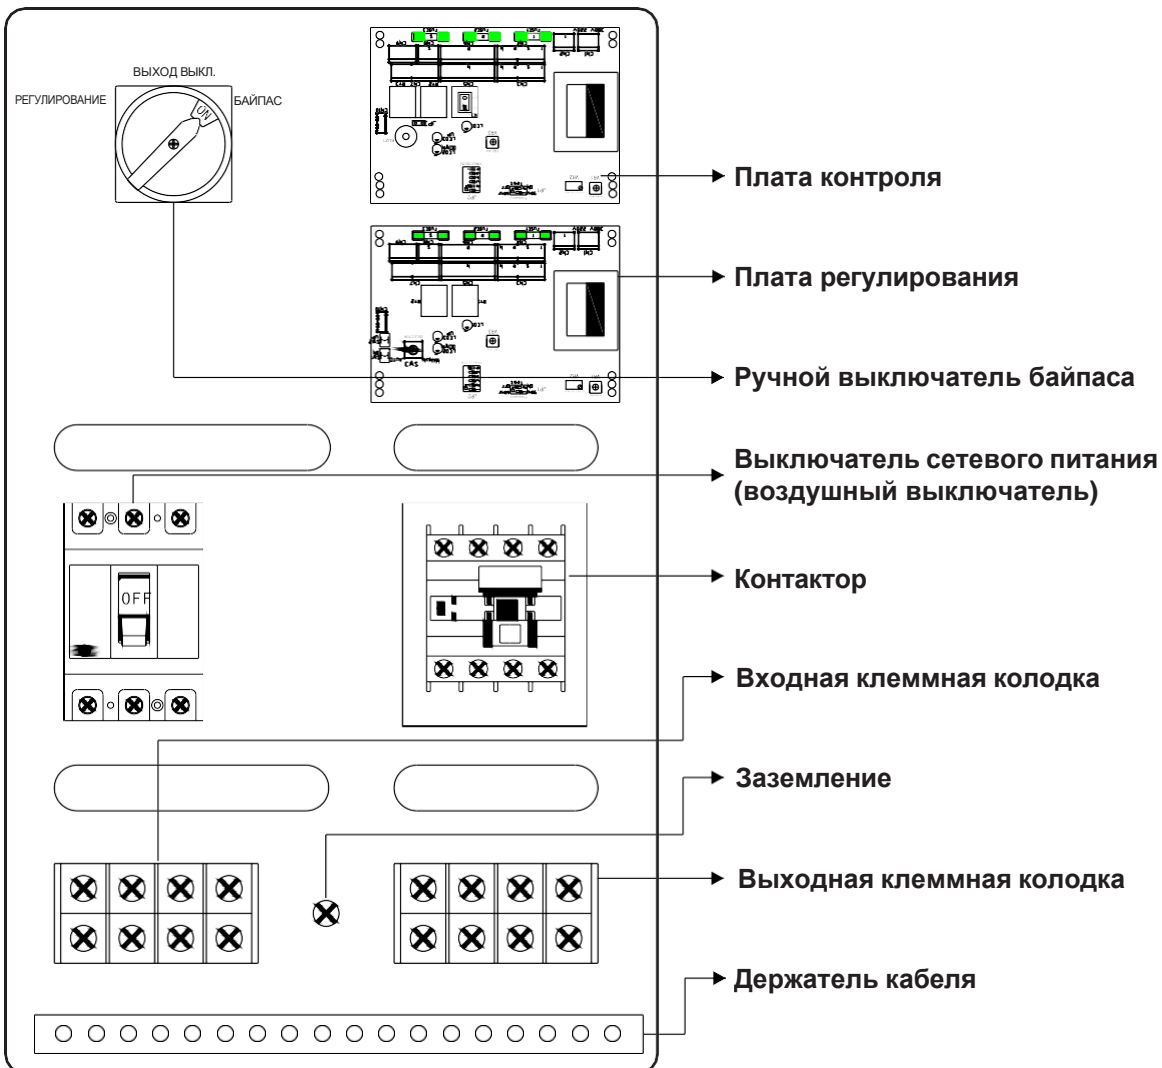 ВЫХОД ВЫКЛ.
РЕГУЛИРОВАНИЕ
БАЙПАС
ON
Плата контроля
Плата регулирования
Ручной выключатель байпаса
Выключатель сетевого питания
(воздушный выключатель)
OFF
Контактор
Входная клеммная колодка
Заземление
Выходная клеммная колодка
Держатель кабеля